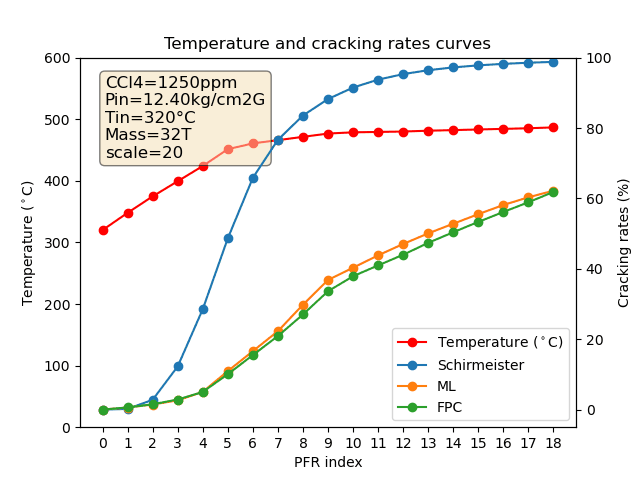 Temperature and cracking rates curves
CCl4=1250ppm
Pin=12.40kg/cm2G
Tin=320°C
Mass=32T
scale=20
600
500
400
300
200
100
0
Temperature (°C)
100
80
60
40
20
0
Cracking rates (%)
Temperature (°C)
Schirmeister
ML
FPC
0 1 2 3 4 5 6 7 8 9 10 11 12 13 14 15 16 17 18
PFR index